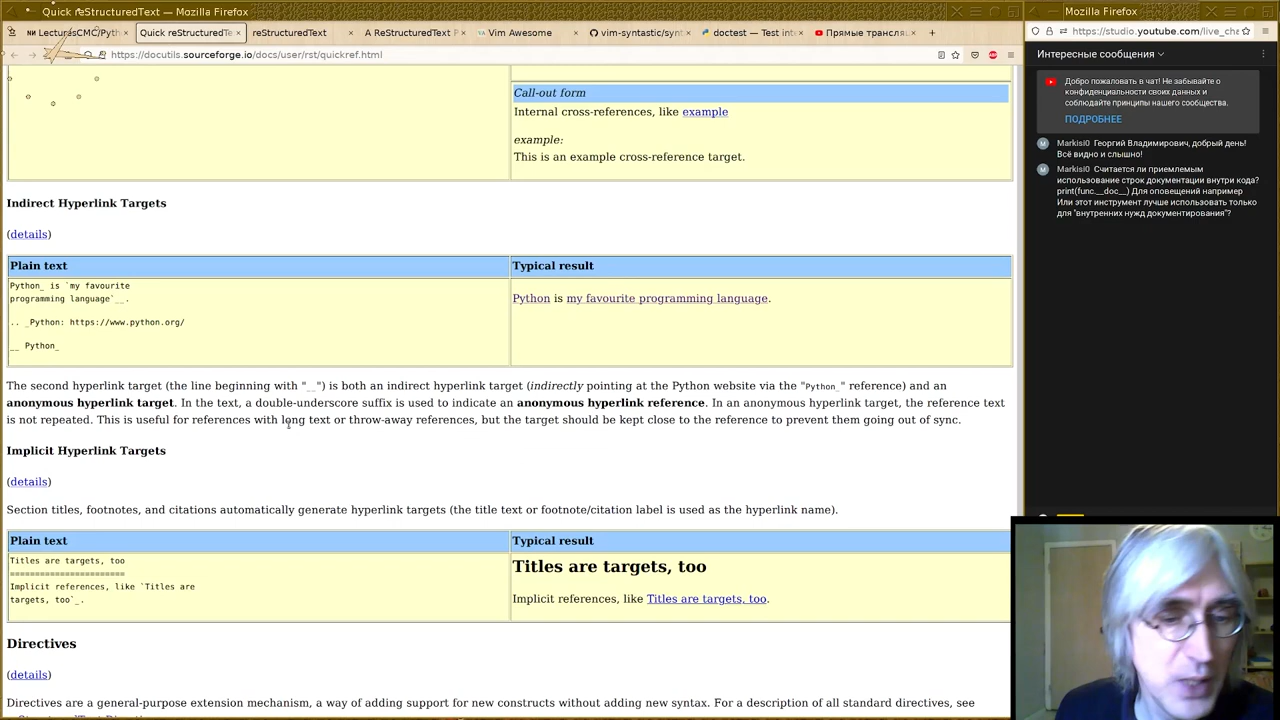 Quick reStructuredText — Mozilla Firefox
LecturesCMC/Pyth
Quick reStructuredTe
reStructuredText
A ReStructuredText P
Vim Awesome
vim-syntastic/synt
doctest — Test inte
Прямые трансляц
https://docutils.sourceforge.io/docs/user/rst/quickref.html
Call-out form
Internal cross-references, like example
example:
This is an example cross-reference target.
Indirect Hyperlink Targets
(details)
Plain text
Typical result
Python_ is `my favourite
programming language`__.
.. _Python: https://www.python.org/
__ Python_
Python is my favourite programming language.
The second hyperlink target (the line beginning with "__") is both an indirect hyperlink target (indirectly pointing at the Python website via the "Python_" reference) and an
anonymous hyperlink target. In the text, a double-underscore suffix is used to indicate an anonymous hyperlink reference. In an anonymous hyperlink target, the reference text
is not repeated. This is useful for references with long text or throw-away references, but the target should be kept close to the reference to prevent them going out of sync.
Implicit Hyperlink Targets
(details)
Section titles, footnotes, and citations automatically generate hyperlink targets (the title text or footnote/citation label is used as the hyperlink name).
Plain text
Typical result
Titles are targets, too
=======================
Implicit references, like `Titles are
targets, too`_.
Titles are targets, too
Implicit references, like Titles are targets, too.
Directives
(details)
Directives are a general-purpose extension mechanism, a way of adding support for new constructs without adding new syntax. For a description of all standard directives, see
Mozilla Firefox
https://studio.youtube.com/live_cha
Интересные сообщения
Добро пожаловать в чат! Не забывайте о
конфиденциальности своих данных и
соблюдайте принципы нашего сообщества.
ПОДРОБНЕЕ
Markisi0 Георгий Владимирович, добрый день!
Всё видно и слышно!
Markisi0 Считается ли приемлемым
использование строк документации внутри кода?
print(func.__doc__) Для оповещений например
Или этот инструмент лучше использовать только
для "внутренних нужд документирования"?